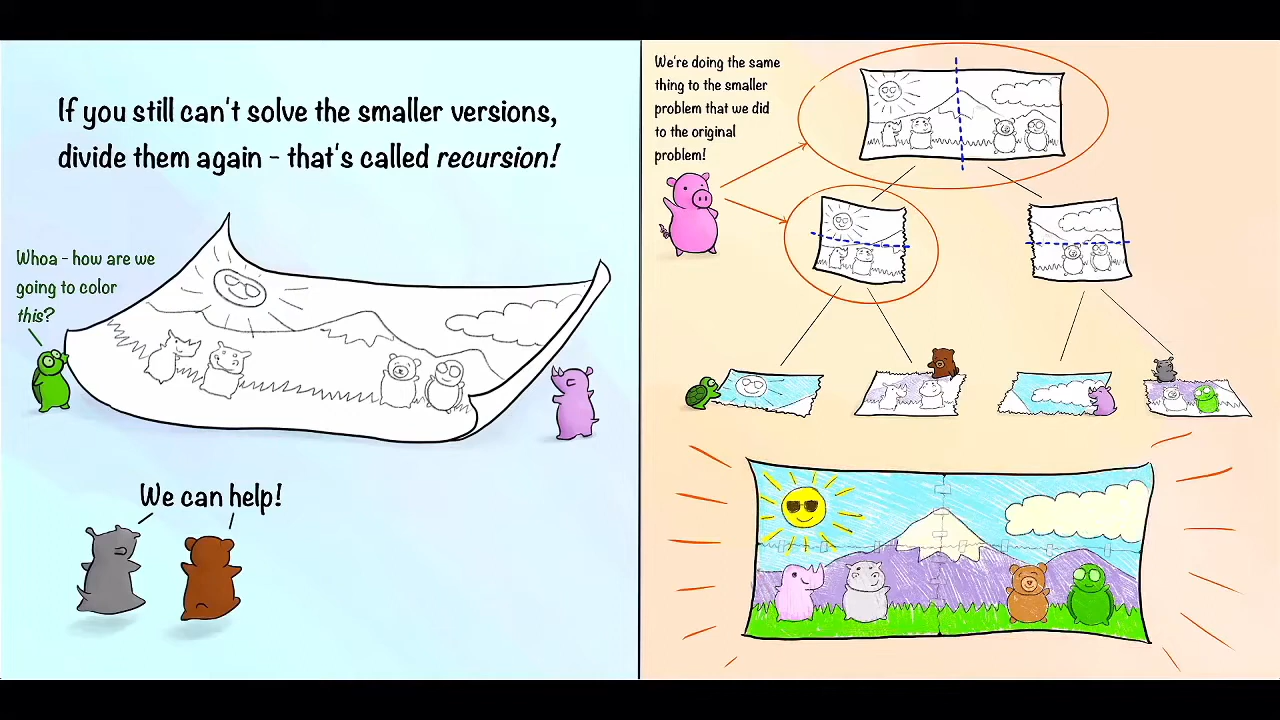 If you still can't solve the smaller versions,
divide them again - that's called recursion!
Whoa - how are we
going to color
this?
We can help!
We're doing the same
thing to the smaller
problem that we did
to the original
problem!